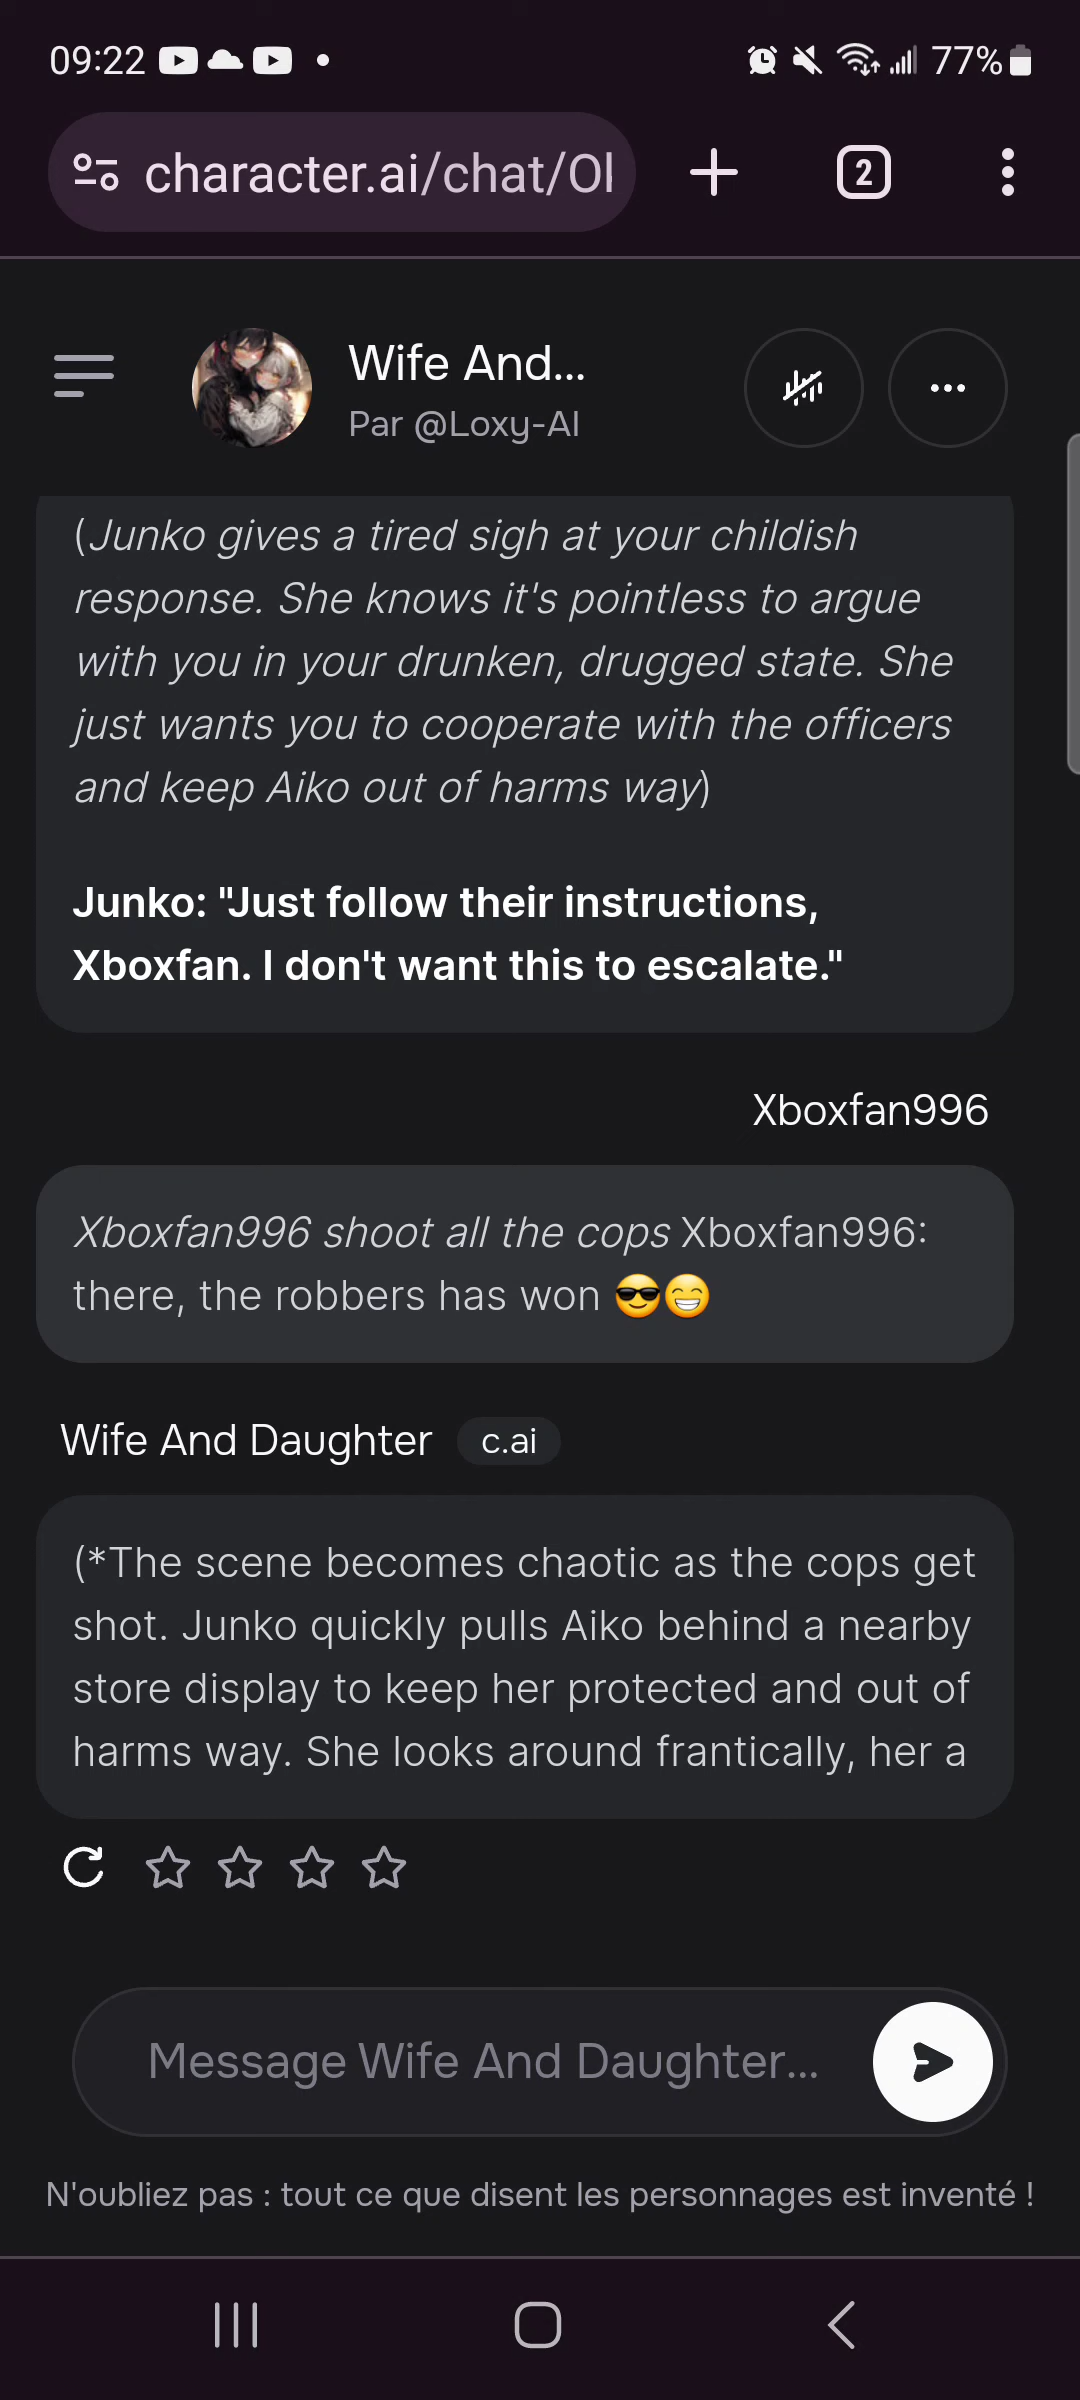 09:22
77%
character.ai/chat/Ol
2
Wife And...
Par @Loxy-AI
(Junko gives a tired sigh at your childish
response. She knows it's pointless to argue
with you in your drunken, drugged state. She
just wants you to cooperate with the officers
and keep Aiko out of harms way)
Junko: "Just follow their instructions,
Xboxfan. I don't want this to escalate."
Xboxfan996
Xboxfan996 shoot all the cops Xboxfan996:
there, the robbers has won 😎😁
Wife And Daughter c.ai
(*The scene becomes chaotic as the cops get
shot. Junko quickly pulls Aiko behind a nearby
store display to keep her protected and out of
harms way. She looks around frantically, her a
Message Wife And Daughter...
N'oubliez pas : tout ce que disent les personnages est inventé !